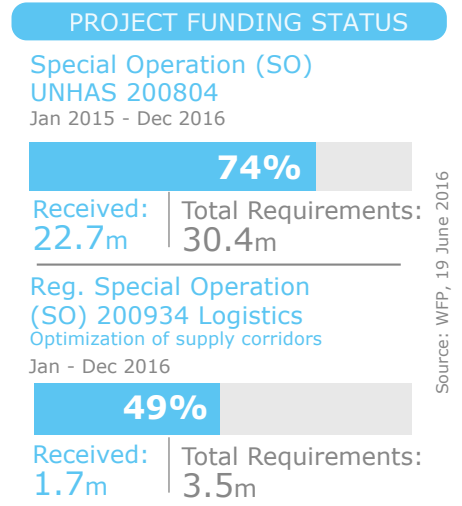 PROJECT FUNDING STATUS
Special Operation (SO)
UNHAS 200804
Jan 2015 - Dec 2016
74%
Received:
22.7m
Total Requirements:
30.4m
Reg. Special Operation
(SO) 200934 Logistics
Optimization of supply corridors
Jan - Dec 2016
49%
Received:
1.7m
Total Requirements:
3.5m
Source: WFP, 19 June 2016